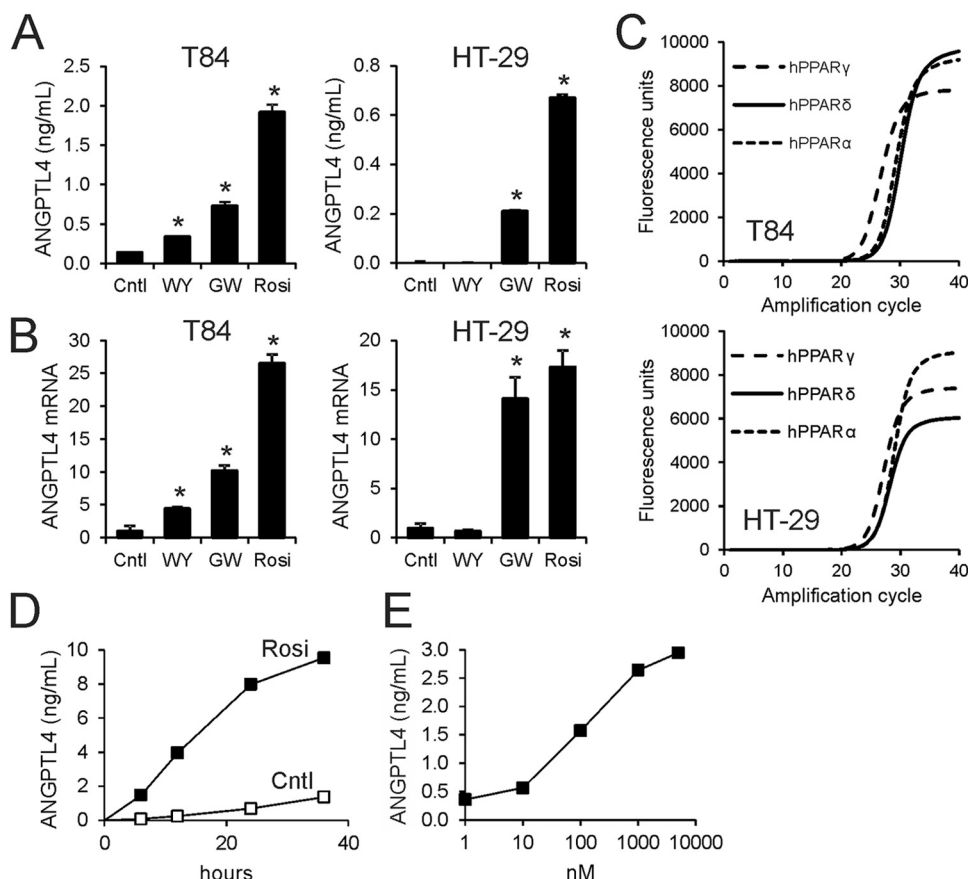 A
T84
ANGPTL4 (ng/mL)
2.5
2.0
1.5
1.0
0.5
0.0
*
*
*
Cntl WY GW Rosi
HT-29
ANGPTL4 (ng/mL)
0.6
0.4
0.2
0.0
*
*
Cntl WY GW Rosi
B
T84
ANGPTL4 mRNA
30
25
20
15
10
5
0
*
*
*
Cntl WY GW Rosi
HT-29
ANGPTL4 mRNA
20
15
10
5
0
*
*
Cntl WY GW Rosi
C
Fluorescence units
10000
8000
6000
4000
2000
0
hPPARγ
hPPARδ
hPPARα
T84
0 10 20 30 40
Amplification cycle
Fluorescence units
10000
8000
6000
4000
2000
0
hPPARγ
hPPARδ
hPPARα
HT-29
0 10 20 30 40
Amplification cycle
D
ANGPTL4 (ng/mL)
10
8
6
4
2
0
Rosi
Cntl
0 20 40
hours
E
ANGPTL4 (ng/mL)
3.0
2.5
2.0
1.5
1.0
0.5
0.0
1 10 100 1000 10000
nM